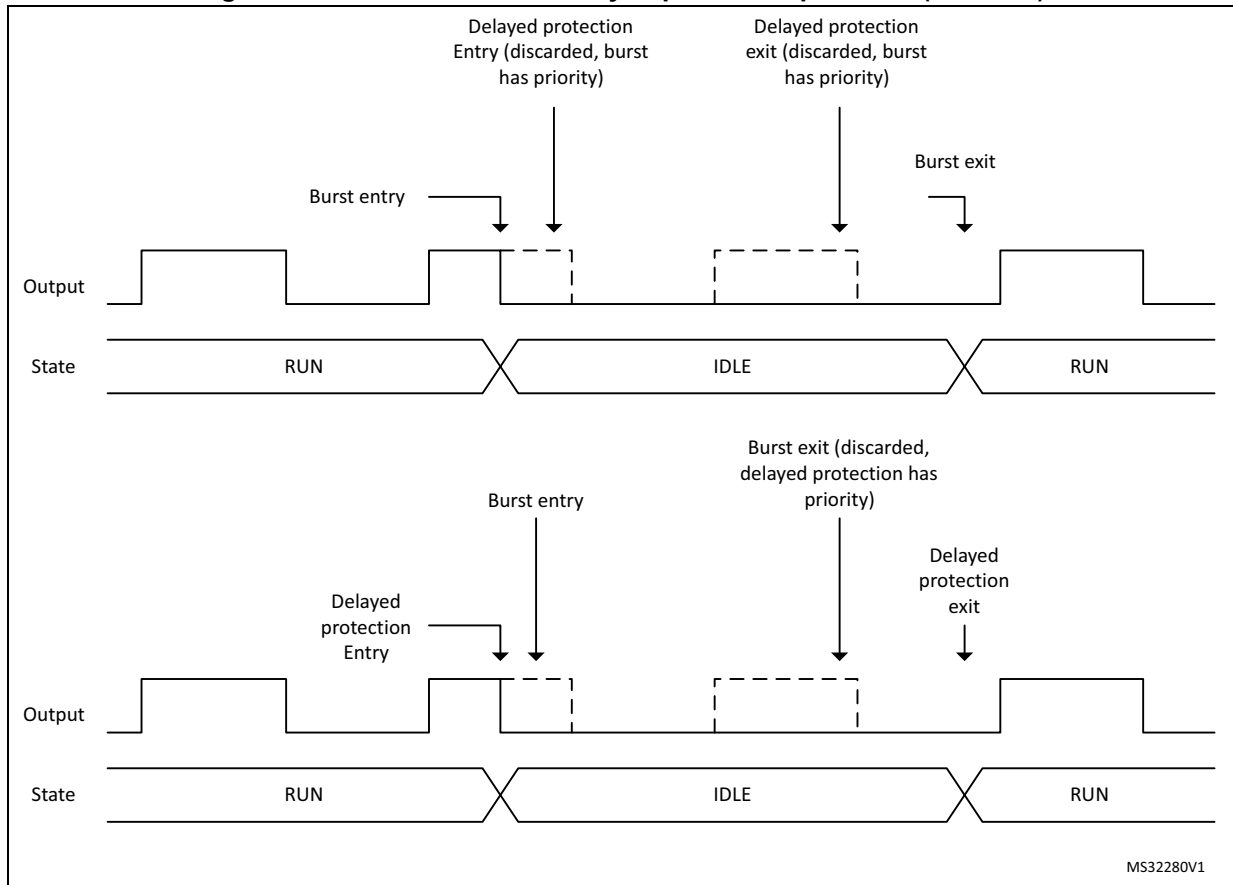 Delayed protection
Entry (discarded, burst
has priority)
Delayed protection
exit (discarded, burst
has priority)
Burst exit
Burst entry
Output
State
RUN
IDLE
RUN
Burst exit (discarded,
delayed protection has
priority)
Burst entry
Delayed
protection
exit
Delayed
protection
Entry
Output
State
RUN
IDLE
RUN
MS32280V1